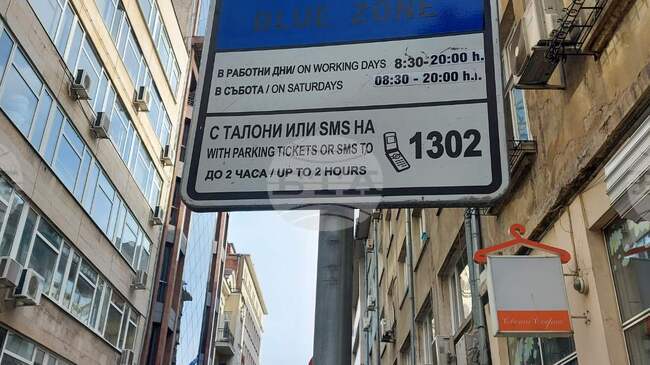 BLUE ZONE
В РАБОТНИ ДНИ/ ON WORKING DAYS 8:30-20:00 h.
В СЪБОТА / ON SATURDAYS 08:30 - 20:00 h.
С ТАЛОНИ ИЛИ SMS НА
WITH PARKING TICKETS OR SMS TO
1302
ДО 2 ЧАСА / UP TO 2 HOURS